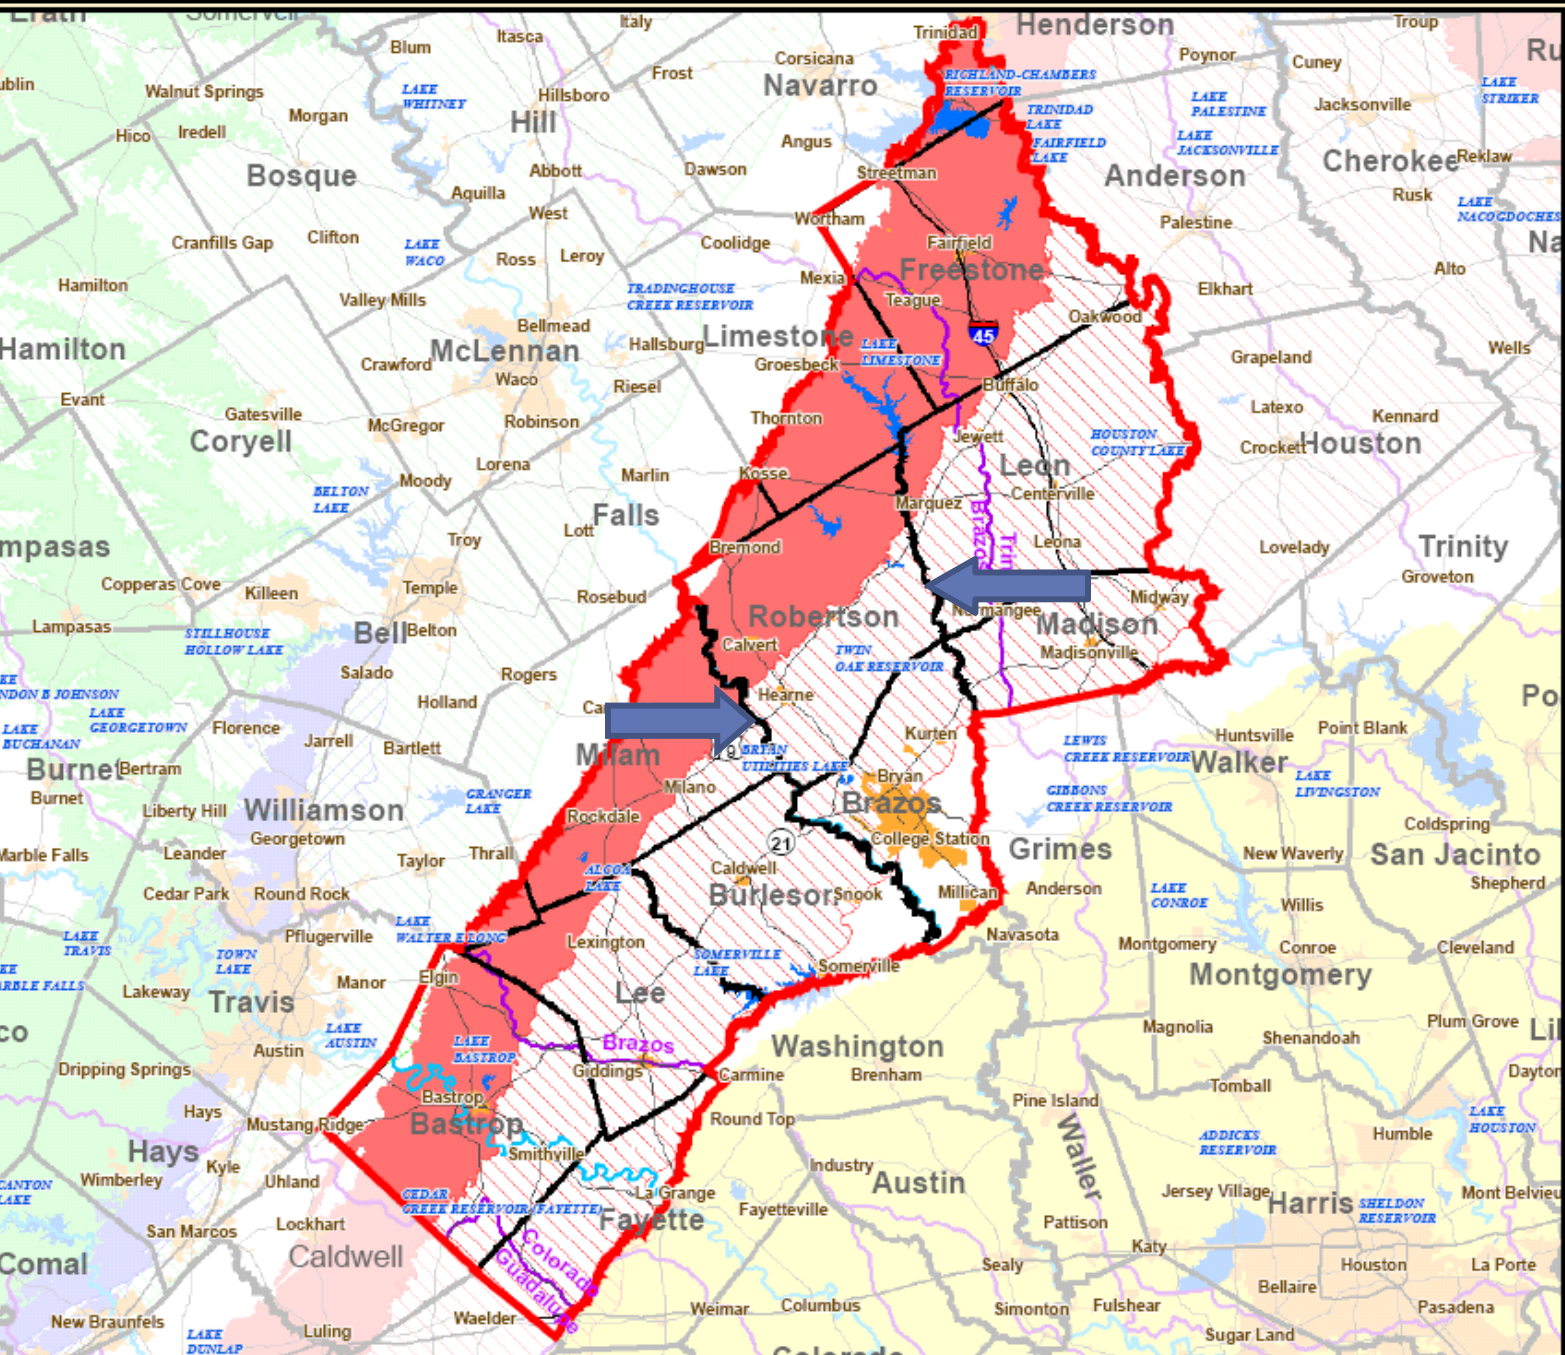 Erath
Somervell
Italy
Trinidad
Henderson
Troup
Itasca
Blum
Corsicana
Poynor
Cuney
Frost
Navarro
RICHLAND-CHAMBERS
RESERVOIR
Walnut Springs
LAKE
WHITNEY
Hillsboro
LAKE
PALESTINE
Jacksonville
LAKE
STRIKER
Morgan
Hill
TRINIDAD
LAKE
Hico
Iredell
Angus
FAIRFIELD
LAKE
LAKE
JACKSONVILLE
Cherokee
Reklaw
Bosque
Abbott
Dawson
Streetman
Anderson
Aquilla
Rusk
LAKE
NACOGDOCHES
West
Wortham
Palestine
Cranfills Gap
Clifton
LAKE
WACO
Ross
Leroy
Coolidge
Fairfield
Freestone
Alto
Hamilton
Valley Mills
TRADINGHOUSE
CREEK RESERVOIR
Mexia
Teague
Elkhart
Oakwood
Bellmead
Hallsburg
Limestone
45
Hamilton
McLennan
LAKE
LIMESTONE
Wells
Crawford
Waco
Groesbeck
Grapeland
Riesel
Buffalo
Evant
Gatesville
McGregor
Robinson
Thornton
Latexo
Kennard
Coryell
Jewett
HOUSTON
COUNTY LAKE
Crockett
Houston
Lorena
Marlin
Kosse
Leon
Moody
BELTON
LAKE
Marquez
Centerville
Falls
Lott
Brazos
Trin
Troy
Bremond
Leona
Lovelady
Trinity
mpasas
Copperas Cove
Killeen
Temple
Rosebud
Groveton
Lampasas
STILLHOUSE
HOLLOW LAKE
Bell
Belton
Robertson
Normangee
Midway
Madison
Calvert
TWIN
OAK RESERVOIR
Madisonville
Salado
Rogers
NDON B JOHNSON
Holland
Hearne
LAKE
GEORGETOWN
Florence
LAKE
BUCHANAN
Jarrell
Bartlett
Kurten
LEWIS
CREEK RESERVOIR
Huntsville
Point Blank
Burnet
Bertram
Milam
9
BRYAN
UTILITIES LAKE
Bryan
Walker
LAKE
LIVINGSTON
Burnet
Liberty Hill
Williamson
GRANGER
LAKE
Milano
Brazos
GIBBONS
CREEK RESERVOIR
Georgetown
Rockdale
Coldspring
Marble Falls
Leander
Taylor
Thrall
21
College Station
Grimes
New Waverly
San Jacinto
Cedar Park
Round Rock
ALCOA
LAKE
Caldwell
Burleson
Snook
Millican
Anderson
LAKE
CONROE
Shepherd
Willis
LAKE
TRAVIS
Pflugerville
LAKE
WALTER E LONG
Lexington
Navasota
Montgomery
Conroe
Cleveland
TOWN
LAKE
Manor
Elgin
SOMERVILLE
LAKE
Somerville
Montgomery
Lakeway
Travis
Lee
LAKE
AUSTIN
Magnolia
Plum Grove
Austin
LAKE
BASTROP
Brazos
Washington
Shenandoah
Dripping Springs
Giddings
Carmine
Brenham
Tomball
Dayton
Hays
Bastrop
Pine Island
Mustang Ridge
Bastrop
Round Top
Waller
ADDICKS
RESERVOIR
Humble
LAKE
HOUSTON
Hays
Kyle
Smithville
Industry
Austin
CANYON
LAKE
Wimberley
Uhland
CEDAR
CREEK RESERVOIR (FAYETTE)
La Grange
Fayetteville
Jersey Village
Harris
SHELDON
RESERVOIR
Mont Belvieu
San Marcos
Lockhart
Fayette
Pattison
Katy
Comal
Caldwell
Colorado
Guadalupe
Sealy
Houston
La Porte
Bellaire
New Braunfels
Luling
Waelder
Weimar
Columbus
Simonton
Fulshear
Pasadena
LAKE
DUNLAP
Sugar Land
Colorado